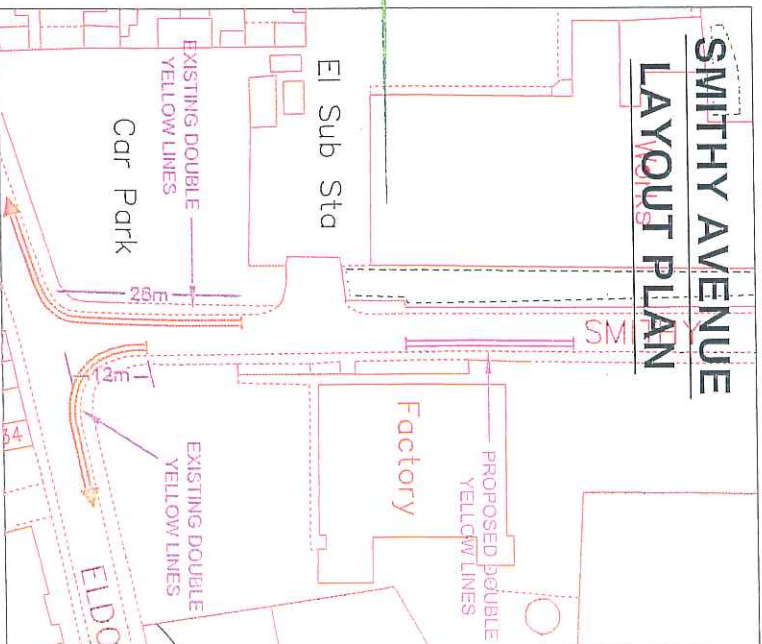 SMITHY AVENUE
LAYOUT PLAN
WORKS
SMITHY
El Sub Sta
EXISTING DOUBLE
YELLOW LINES
Car Park
28m
12m
Factory
PROPOSED DOUBLE
YELLOW LINES
EXISTING DOUBLE
YELLOW LINES
34
ELDO